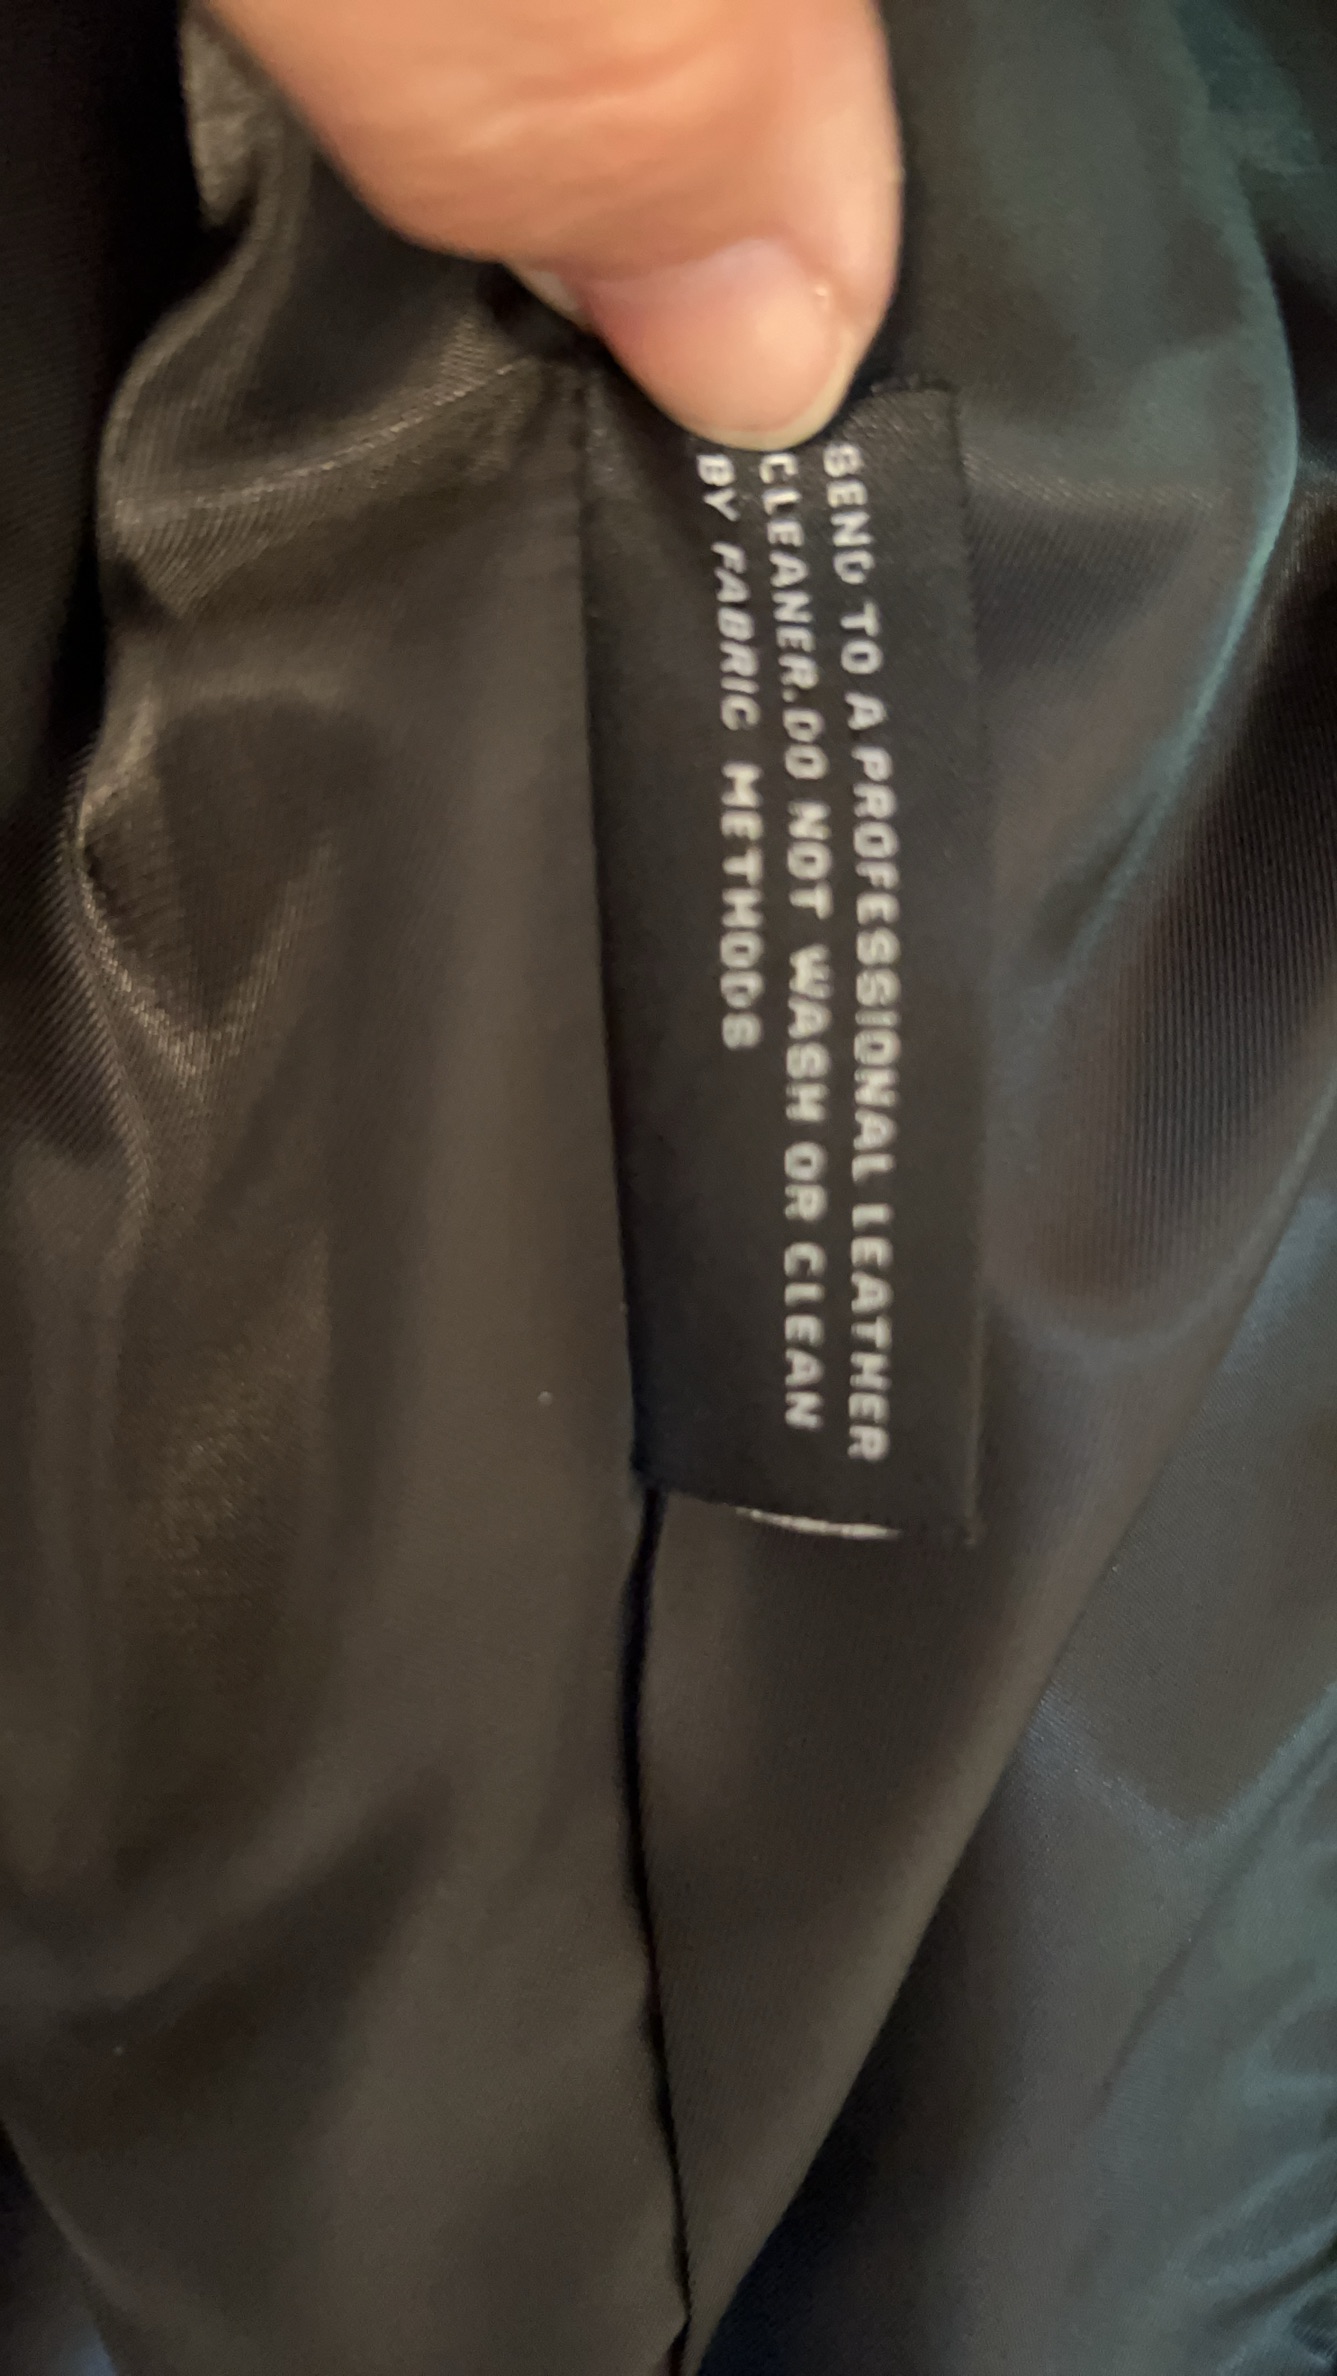 SEND TO A PROFESSIONAL LEATHER
CLEANER.DO NOT WASH OR CLEAN
BY FABRIC METHODS